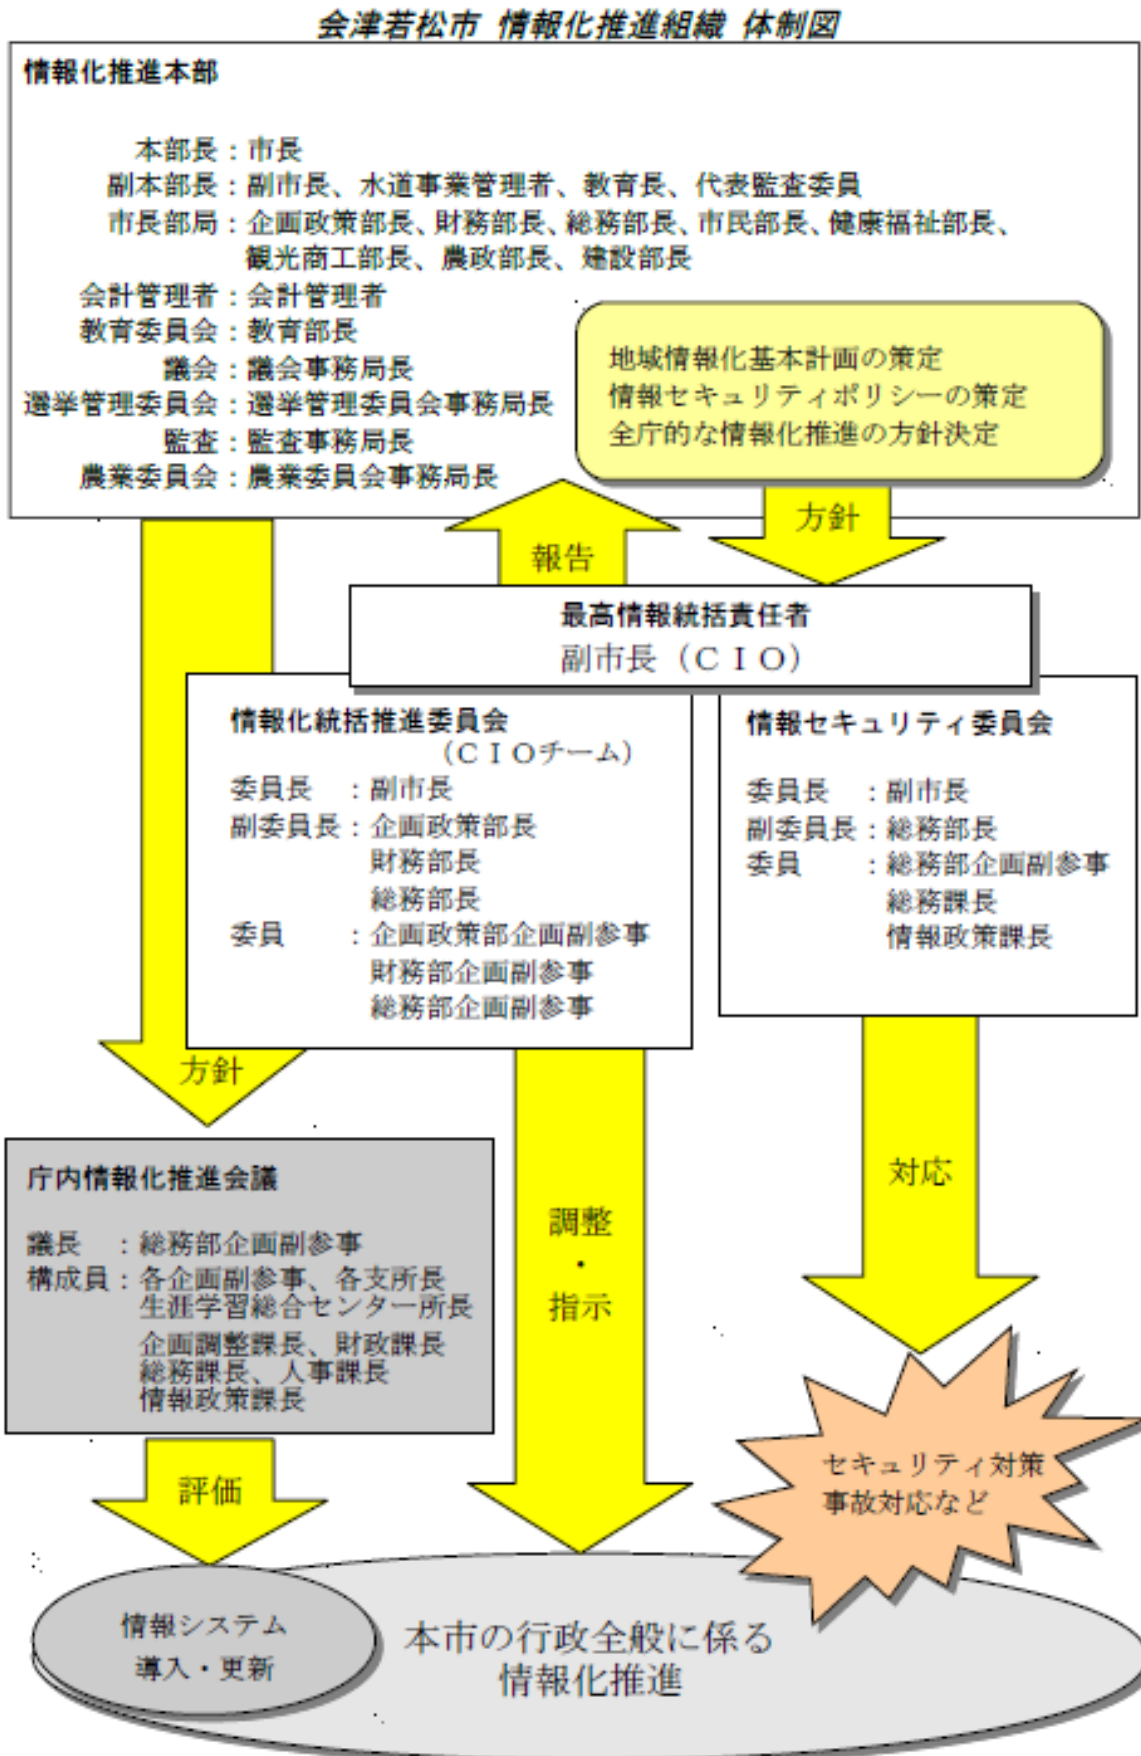 会津若松市 情報化推進組織 体制図
情報化推進本部
本部長：市長
副本部長：副市長、水道事業管理者、教育長、代表監査委員
市長部局：企画政策部長、財務部長、総務部長、市民部長、健康福祉部長、
観光商工部長、農政部長、建設部長
会計管理者：会計管理者
教育委員会：教育部長
議会：議会事務局長
選挙管理委員会：選挙管理委員会事務局長
監査：監査事務局長
農業委員会：農業委員会事務局長
地域情報化基本計画の策定
情報セキュリティポリシーの策定
全庁的な情報化推進の方針決定
方針
報告
最高情報統括責任者
副市長（ＣＩＯ）
情報化統括推進委員会
（ＣＩＯチーム）
委員長　：副市長
副委員長：企画政策部長
財務部長
総務部長
委員　　：企画政策部企画副参事
財務部企画副参事
総務部企画副参事
情報セキュリティ委員会
委員長　：副市長
副委員長：総務部長
委員　　：総務部企画副参事
総務課長
情報政策課長
方針
庁内情報化推進会議
議長　：総務部企画副参事
構成員：各企画副参事、各支所長
生涯学習総合センター所長
企画調整課長、財政課長
総務課長、人事課長
情報政策課長
調整
・
指示
対応
評価
セキュリティ対策
事故対応など
情報システム
導入・更新
本市の行政全般に係る
情報化推進